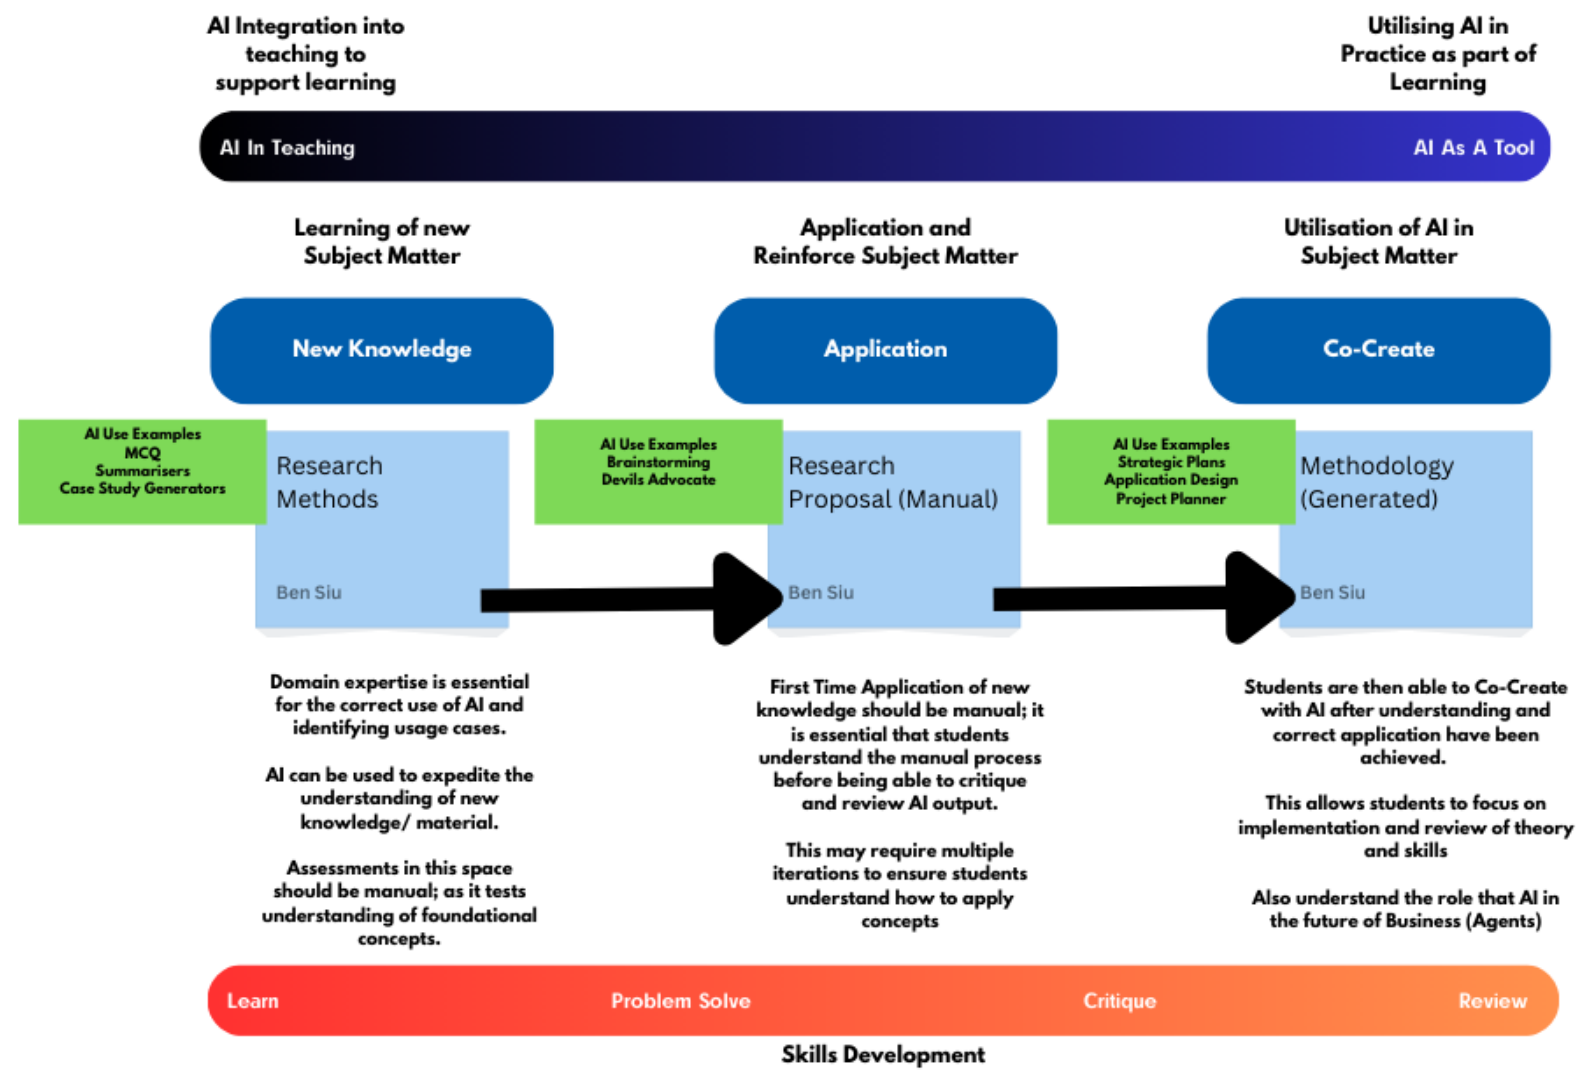 AI Integration into
teaching to
support learning
Utilising AI in
Practice as part of
Learning
AI In Teaching
AI As A Tool
Learning of new
Subject Matter
Application and
Reinforce Subject Matter
Utilisation of AI in
Subject Matter
New Knowledge
Application
Co-Create
AI Use Examples
MCQ
Summarisers
Case Study Generators
Research
Methods
Ben Siu
AI Use Examples
Brainstorming
Devils Advocate
Research
Proposal (Manual)
Ben Siu
AI Use Examples
Strategic Plans
Application Design
Project Planner
Methodology
(Generated)
Ben Siu
Domain expertise is essential
for the correct use of AI and
identifying usage cases.
AI can be used to expedite the
understanding of new
knowledge/ material.
Assessments in this space
should be manual; as it tests
understanding of foundational
concepts.
First Time Application of new
knowledge should be manual; it
is essential that students
understand the manual process
before being able to critique
and review AI output.
This may require multiple
iterations to ensure students
understand how to apply
concepts
Students are then able to Co-Create
with AI after understanding and
correct application have been
achieved.
This allows students to focus on
implementation and review of theory
and skills
Also understand the role that AI in
the future of Business (Agents)
Learn
Problem Solve
Critique
Review
Skills Development